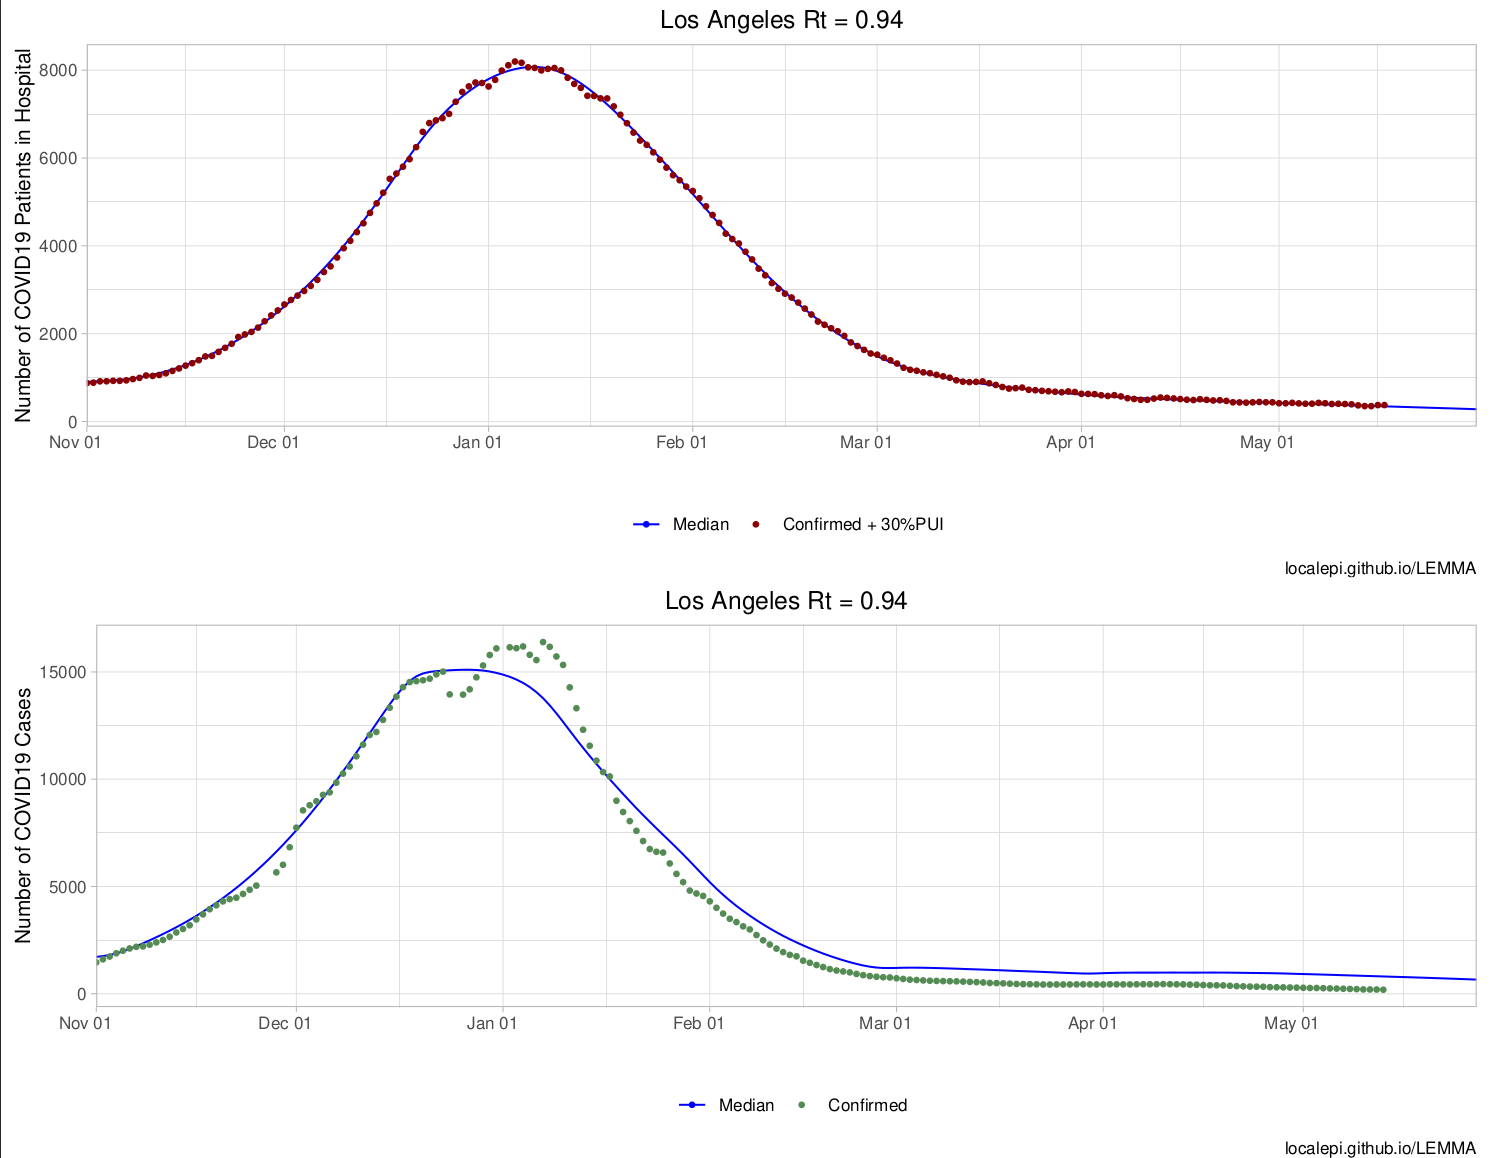 Los Angeles Rt = 0.94
Number of COVID19 Patients in Hospital
8000
6000
4000
2000
0
Nov 01 Dec 01 Jan 01 Feb 01 Mar 01 Apr 01 May 01
Median Confirmed + 30%PUI
localepi.github.io/LEMMA
Los Angeles Rt = 0.94
Number of COVID19 Cases
15000
10000
5000
0
Nov 01 Dec 01 Jan 01 Feb 01 Mar 01 Apr 01 May 01
Median Confirmed
localepi.github.io/LEMMA